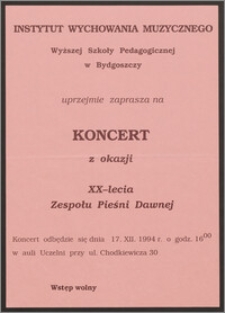 INSTYTUT WYCHOWANIA MUZYCZNEGO
Wyższej Szkoły Pedagogicznej
w Bydgoszczy
uprzejmie zaprasza na
KONCERT
z okazji
XX-lecia
Zespołu Pieśni Dawnej
Koncert odbędzie się dnia 17. XII. 1994 r. o godz. 16⁰⁰
w auli Uczelni przy ul. Chodkiewicza 30
Wstęp wolny